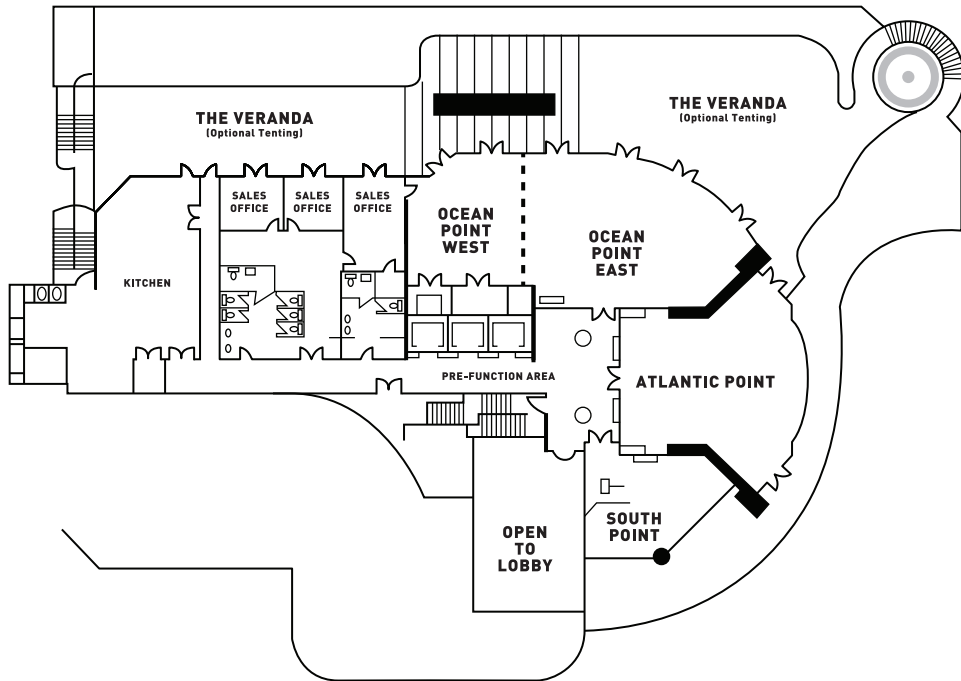 THE VERANDA
(Optional Tenting)
THE VERANDA
(Optional Tenting)
SALES
OFFICE
SALES
OFFICE
SALES
OFFICE
OCEAN
POINT
WEST
OCEAN
POINT
EAST
KITCHEN
PRE-FUNCTION AREA
ATLANTIC POINT
SOUTH
POINT
OPEN
TO
LOBBY